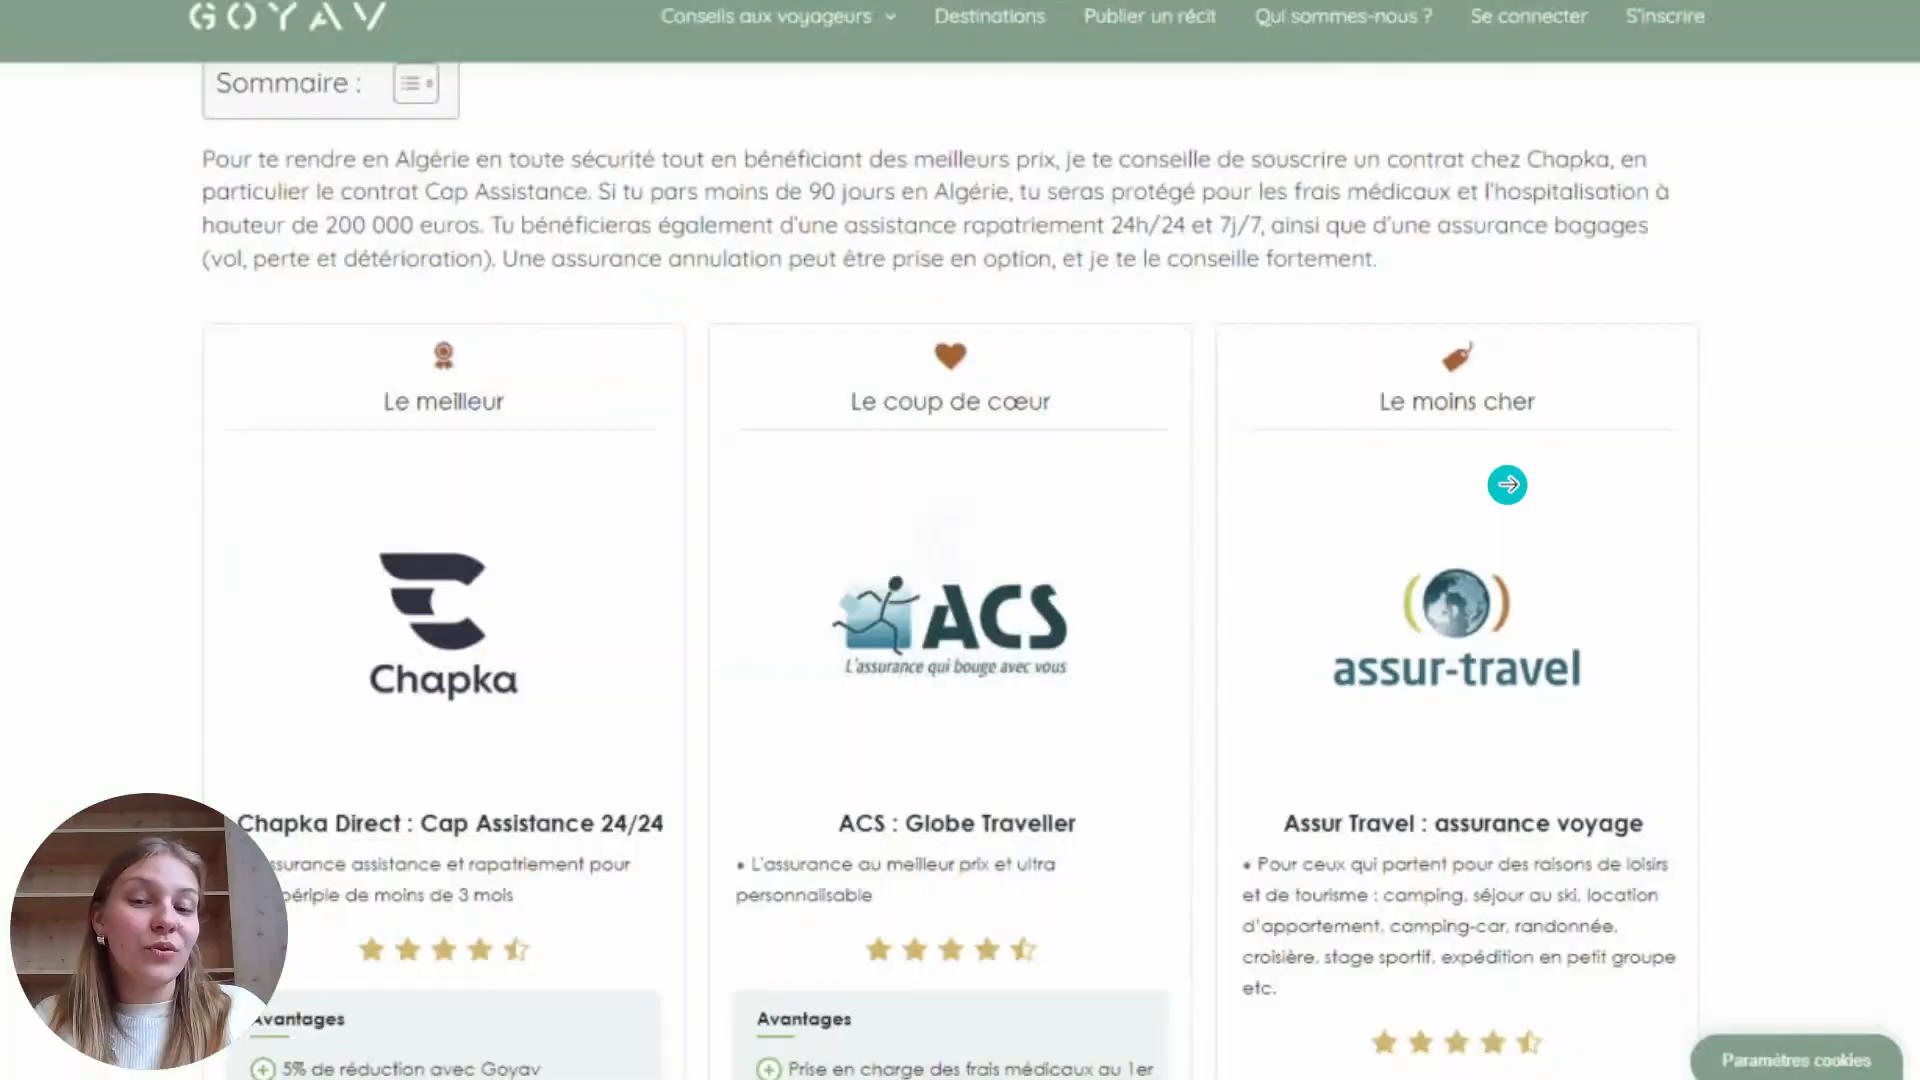 GOYAV
Conseils aux voyageurs
Destinations
Publier un récit
Qui sommes-nous ?
Se connecter
S'inscrire
Sommaire :
Pour te rendre en Algérie en toute sécurité tout en bénéficiant des meilleurs prix, je te conseille de souscrire un contrat chez Chapka, en
particulier le contrat Cap Assistance. Si tu pars moins de 90 jours en Algérie, tu seras protégé pour les frais médicaux et l'hospitalisation à
hauteur de 200 000 euros. Tu bénéficieras également d'une assistance rapatriement 24h/24 et 7j/7, ainsi que d'une assurance bagages
(vol, perte et détérioration). Une assurance annulation peut être prise en option, et je te le conseille fortement.
Le meilleur
Chapka
Chapka Direct : Cap Assistance 24/24
ssurance assistance et rapatriement pour
périple de moins de 3 mois
Avantages
5% de réduction avec Goyav
Le coup de cœur
ACS
L'assurance qui bouge avec vous
ACS : Globe Traveller
• L'assurance au meilleur prix et ultra
personnalisable
Avantages
Prise en charge des frais médicaux au 1er
Le moins cher
assur-travel
Assur Travel : assurance voyage
• Pour ceux qui partent pour des raisons de loisirs
et de tourisme : camping, séjour au ski, location
d'appartement, camping-car, randonnée,
croisière, stage sportif, expédition en petit groupe
etc.
Paramètres cookies